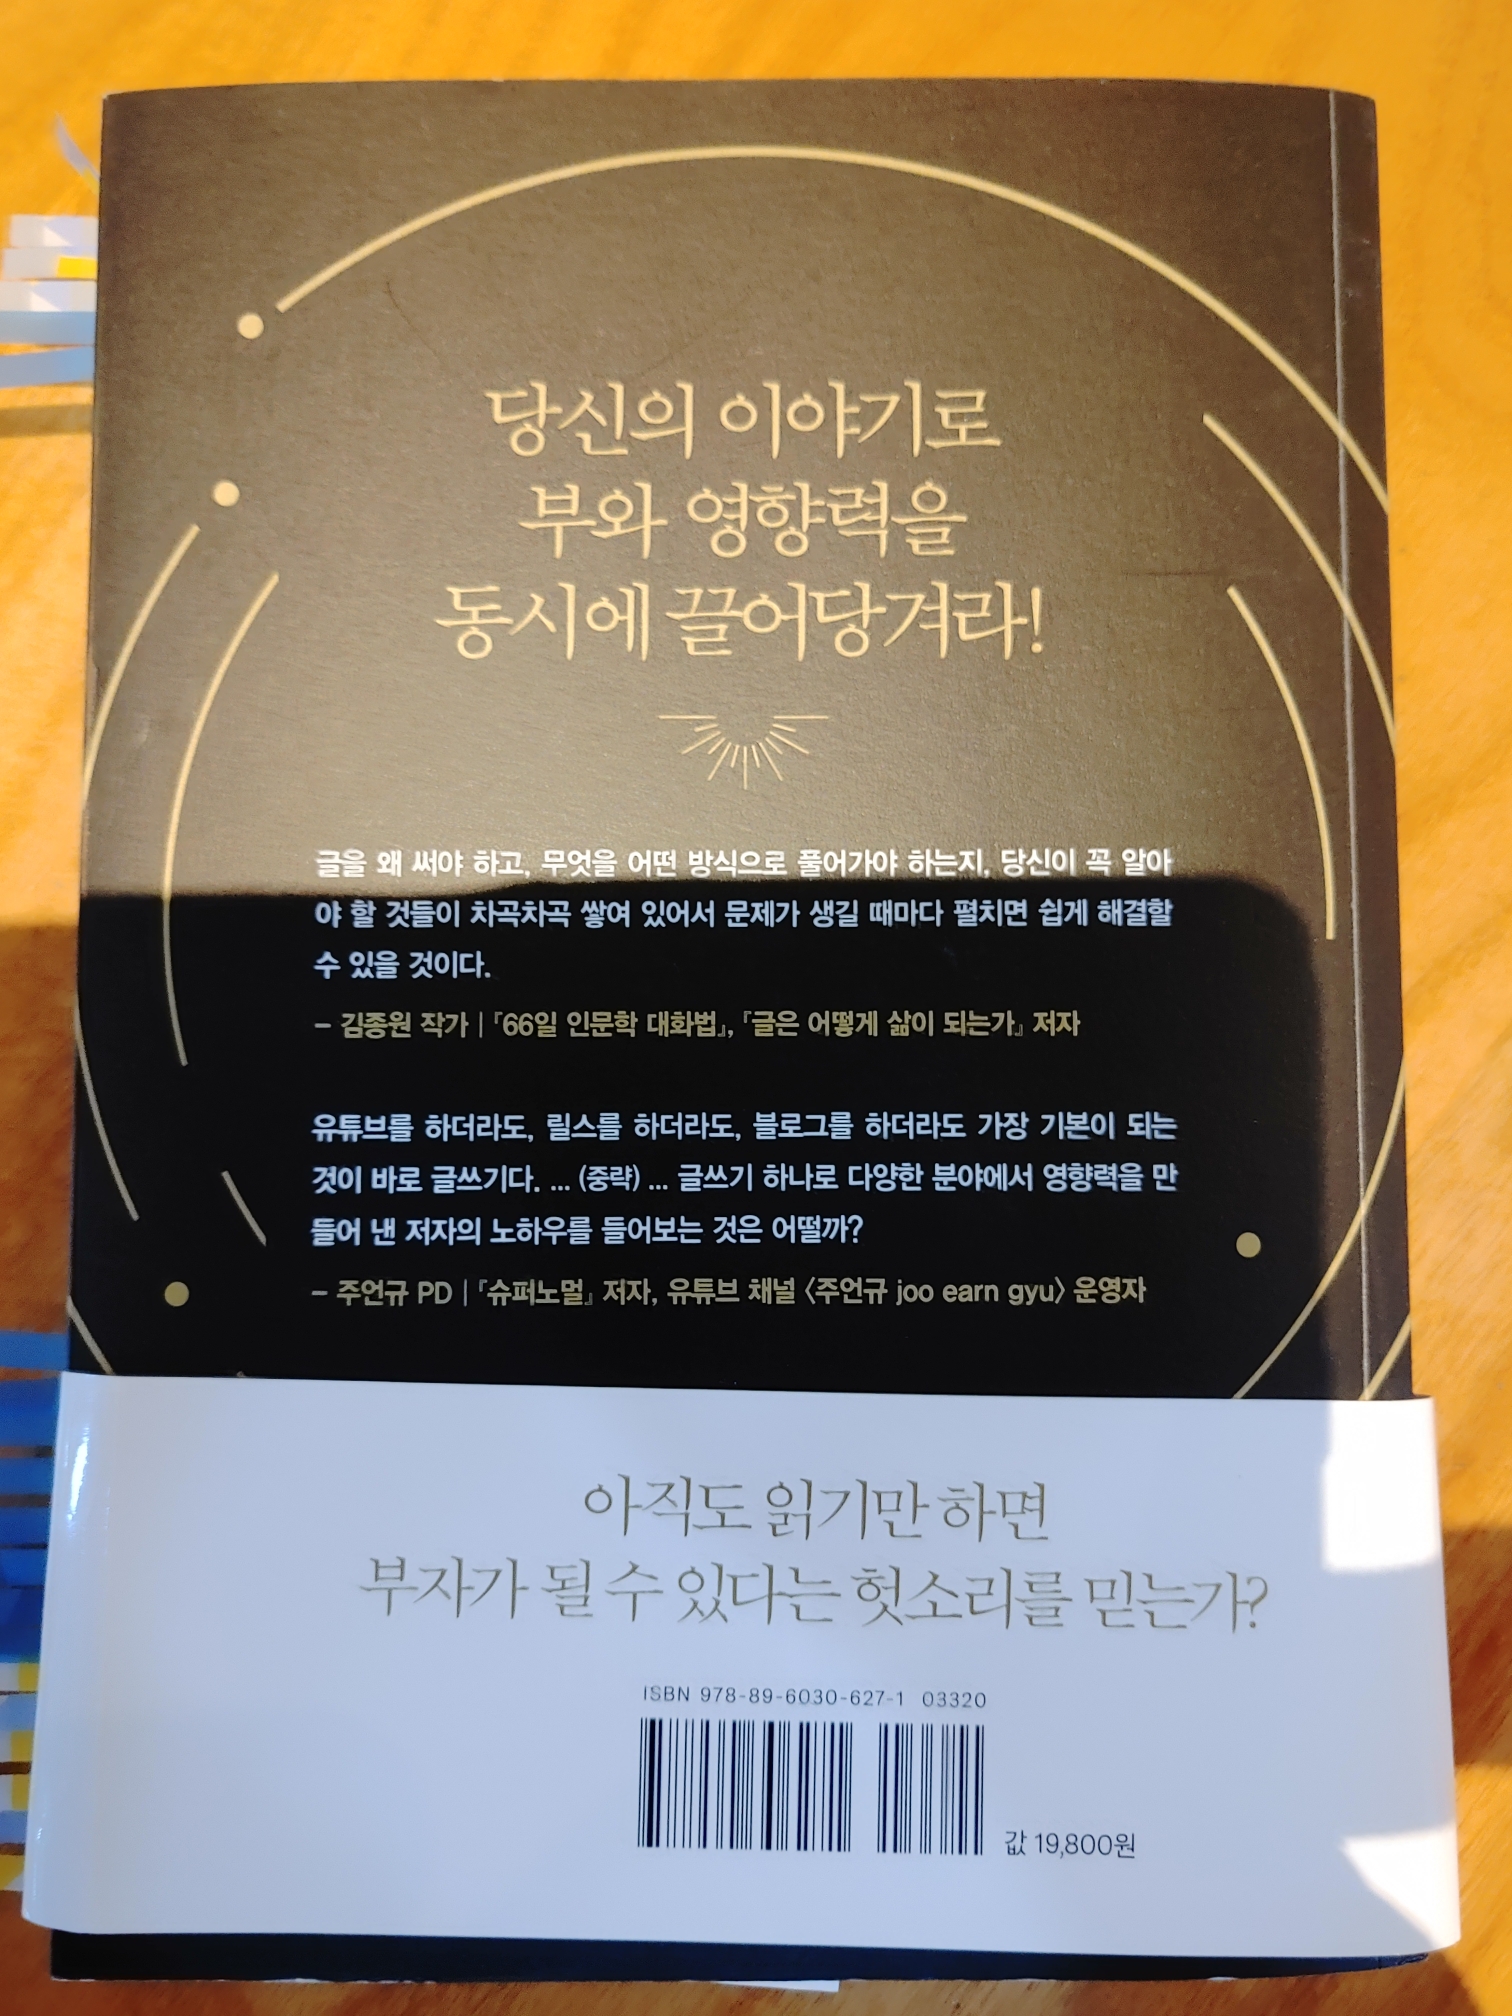 당신의 이야기로
부와 영향력을
동시에 끌어당겨라!
글을 왜 써야 하고, 무엇을 어떤 방식으로 풀어가야 하는지, 당신이 꼭 알아
야 할 것들이 차곡차곡 쌓여 있어서 문제가 생길 때마다 펼치면 쉽게 해결할
수 있을 것이다.
– 김종원 작가 | 『66일 인문학 대화법』, 『글은 어떻게 삶이 되는가』 저자
유튜브를 하더라도, 릴스를 하더라도, 블로그를 하더라도 가장 기본이 되는
것이 바로 글쓰기다. ... (중략) ... 글쓰기 하나로 다양한 분야에서 영향력을 만
들어 낸 저자의 노하우를 들어보는 것은 어떨까?
– 주언규 PD | 『슈퍼노멀』 저자, 유튜브 채널 〈주언규 joo earn gyu〉 운영자
아직도 읽기만 하면
부자가 될 수 있다는 헛소리를 믿는가?
ISBN 978-89-6030-627-1 03320
값 19,800원